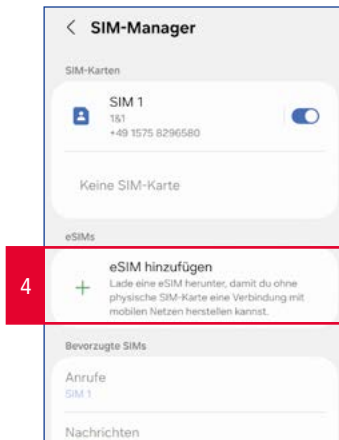 SIM-Manager
SIM-Karten
SIM 1
1&1
+49 1575 8296580
Keine SIM-Karte
eSIMs
4
eSIM hinzufügen
Lade eine eSIM herunter, damit du ohne
physische SIM-Karte eine Verbindung mit
mobilen Netzen herstellen kannst.
Bevorzugte SIMs
Anrufe
SIM 1
Nachrichten